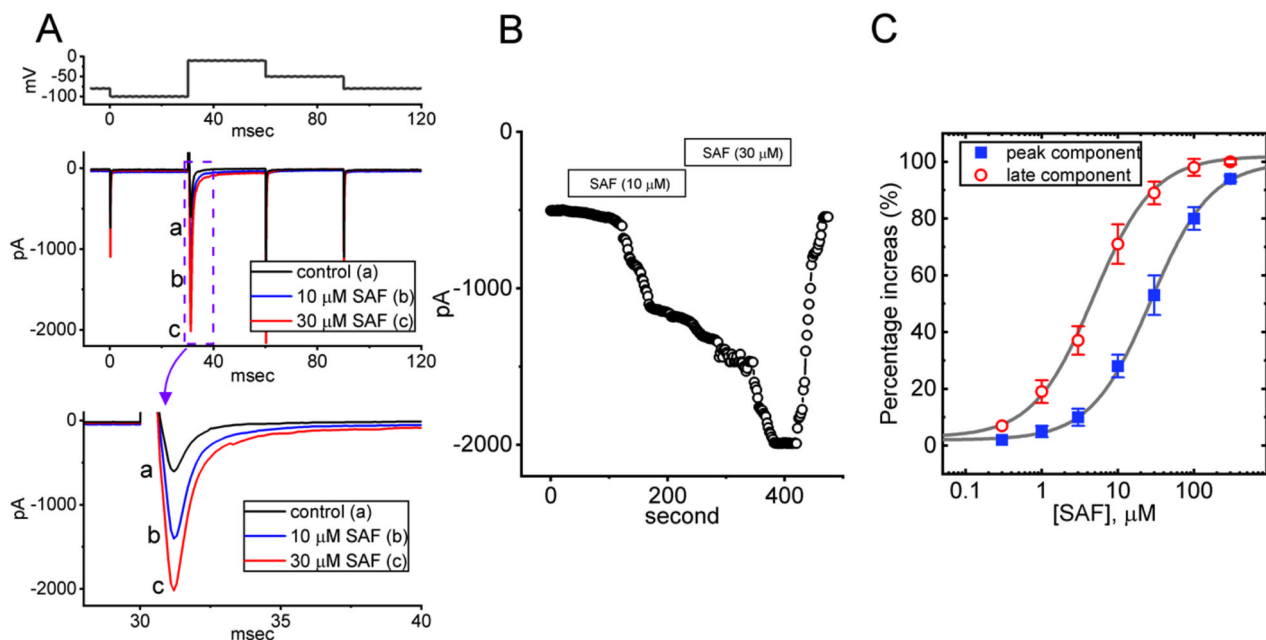 A
0
-50
-100
mV
0 40 80 120
msec
0
-1000
-2000
pA
a
b
c
control (a)
10 μM SAF (b)
30 μM SAF (c)
0 40 80 120
msec
0
-1000
-2000
pA
a
b
c
control (a)
10 μM SAF (b)
30 μM SAF (c)
30 35 40
msec
B
0
-1000
-2000
pA
SAF (30 μM)
SAF (10 μM)
0 200 400
second
C
Percentage increas (%)
100
80
60
40
20
0
peak component
late component
0.1 1 10 100
[SAF], μM